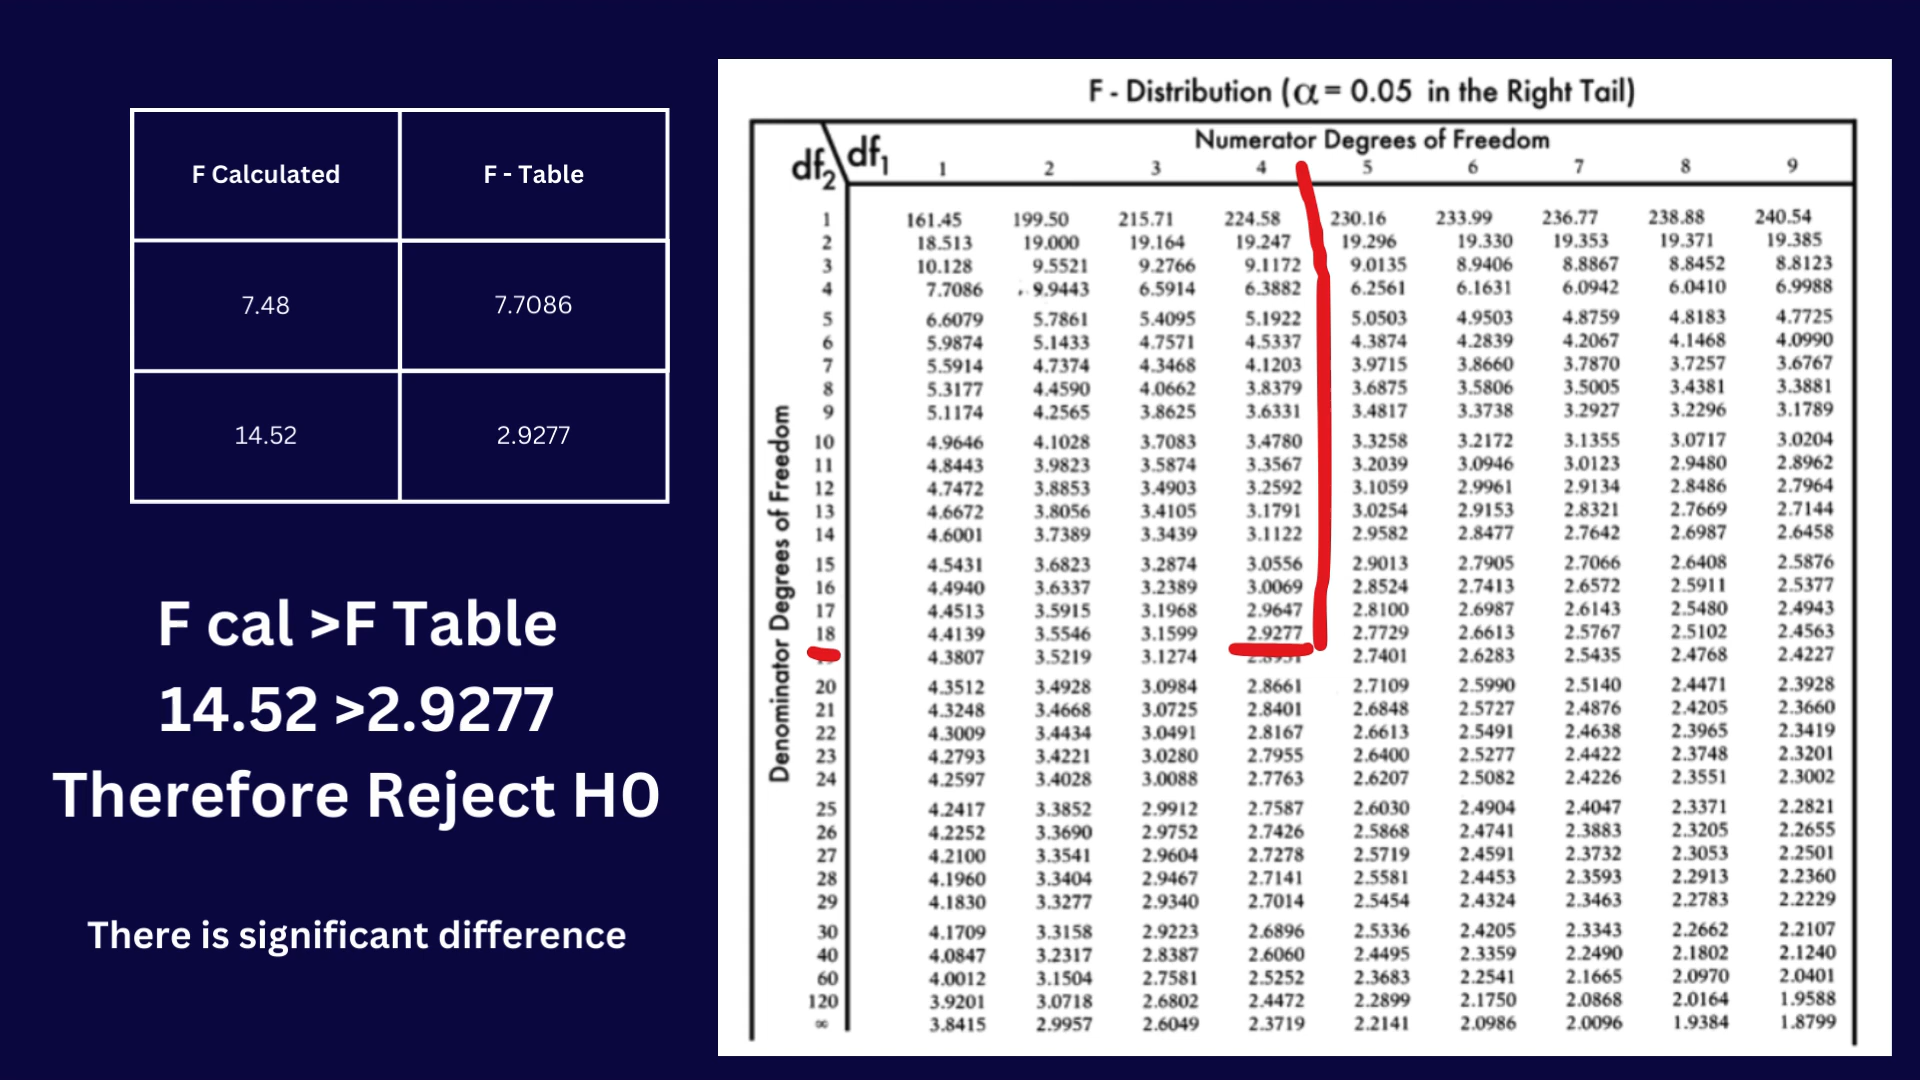 F Calculated F - Table
7.48 7.7086
14.52 2.9277
F cal >F Table
14.52 >2.9277
Therefore Reject H0
There is significant difference
F - Distribution (α = 0.05 in the Right Tail)
df₂ df₁ Numerator Degrees of Freedom
1 2 3 4 5 6 7 8 9
Denominator Degrees of Freedom
1 161.45 199.50 215.71 224.58 230.16 233.99 236.77 238.88 240.54
2 18.513 19.000 19.164 19.247 19.296 19.330 19.353 19.371 19.385
3 10.128 9.5521 9.2766 9.1172 9.0135 8.9406 8.8867 8.8452 8.8123
4 7.7086 9.9443 6.5914 6.3882 6.2561 6.1631 6.0942 6.0410 6.9988
5 6.6079 5.7861 5.4095 5.1922 5.0503 4.9503 4.8759 4.8183 4.7725
6 5.9874 5.1433 4.7571 4.5337 4.3874 4.2839 4.2067 4.1468 4.0990
7 5.5914 4.7374 4.3468 4.1203 3.9715 3.8660 3.7870 3.7257 3.6767
8 5.3177 4.4590 4.0662 3.8379 3.6875 3.5806 3.5005 3.4381 3.3881
9 5.1174 4.2565 3.8625 3.6331 3.4817 3.3738 3.2927 3.2296 3.1789
10 4.9646 4.1028 3.7083 3.4780 3.3258 3.2172 3.1355 3.0717 3.0204
11 4.8443 3.9823 3.5874 3.3567 3.2039 3.0946 3.0123 2.9480 2.8962
12 4.7472 3.8853 3.4903 3.2592 3.1059 2.9961 2.9134 2.8486 2.7964
13 4.6672 3.8056 3.4105 3.1791 3.0254 2.9153 2.8321 2.7669 2.7144
14 4.6001 3.7389 3.3439 3.1122 2.9582 2.8477 2.7642 2.6987 2.6458
15 4.5431 3.6823 3.2874 3.0556 2.9013 2.7905 2.7066 2.6408 2.5876
16 4.4940 3.6337 3.2389 3.0069 2.8524 2.7413 2.6572 2.5911 2.5377
17 4.4513 3.5915 3.1968 2.9647 2.8100 2.6987 2.6143 2.5480 2.4943
18 4.4139 3.5546 3.1599 2.9277 2.7729 2.6613 2.5767 2.5102 2.4563
4.3807 3.5219 3.1274 2.7401 2.6283 2.5435 2.4768 2.4227
20 4.3512 3.4928 3.0984 2.8661 2.7109 2.5990 2.5140 2.4471 2.3928
21 4.3248 3.4668 3.0725 2.8401 2.6848 2.5727 2.4876 2.4205 2.3660
22 4.3009 3.4434 3.0491 2.8167 2.6613 2.5491 2.4638 2.3965 2.3419
23 4.2793 3.4221 3.0280 2.7955 2.6400 2.5277 2.4422 2.3748 2.3201
24 4.2597 3.4028 3.0088 2.7763 2.6207 2.5082 2.4226 2.3551 2.3002
25 4.2417 3.3852 2.9912 2.7587 2.6030 2.4904 2.4047 2.3371 2.2821
26 4.2252 3.3690 2.9752 2.7426 2.5868 2.4741 2.3883 2.3205 2.2655
27 4.2100 3.3541 2.9604 2.7278 2.5719 2.4591 2.3732 2.3053 2.2501
28 4.1960 3.3404 2.9467 2.7141 2.5581 2.4453 2.3593 2.2913 2.2360
29 4.1830 3.3277 2.9340 2.7014 2.5454 2.4324 2.3463 2.2783 2.2229
30 4.1709 3.3158 2.9223 2.6896 2.5336 2.4205 2.3343 2.2662 2.2107
40 4.0847 3.2317 2.8387 2.6060 2.4495 2.3359 2.2490 2.1802 2.1240
60 4.0012 3.1504 2.7581 2.5252 2.3683 2.2541 2.1665 2.0970 2.0401
120 3.9201 3.0718 2.6802 2.4472 2.2899 2.1750 2.0868 2.0164 1.9588
∞ 3.8415 2.9957 2.6049 2.3719 2.2141 2.0986 2.0096 1.9384 1.8799